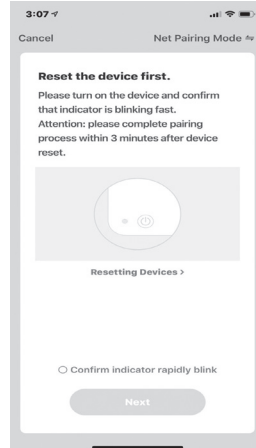 3:07
Cancel
Net Pairing Mode
Reset the device first.
Please turn on the device and confirm
that indicator is blinking fast.
Attention: please complete pairing
process within 3 minutes after device
reset.
Resetting Devices >
Confirm indicator rapidly blink
Next